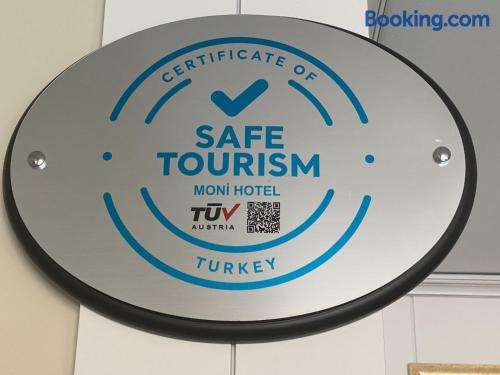 Booking.com
CERTIFICATE OF
SAFE
TOURISM
MONİ HOTEL
TÜV
AUSTRIA
TURKEY